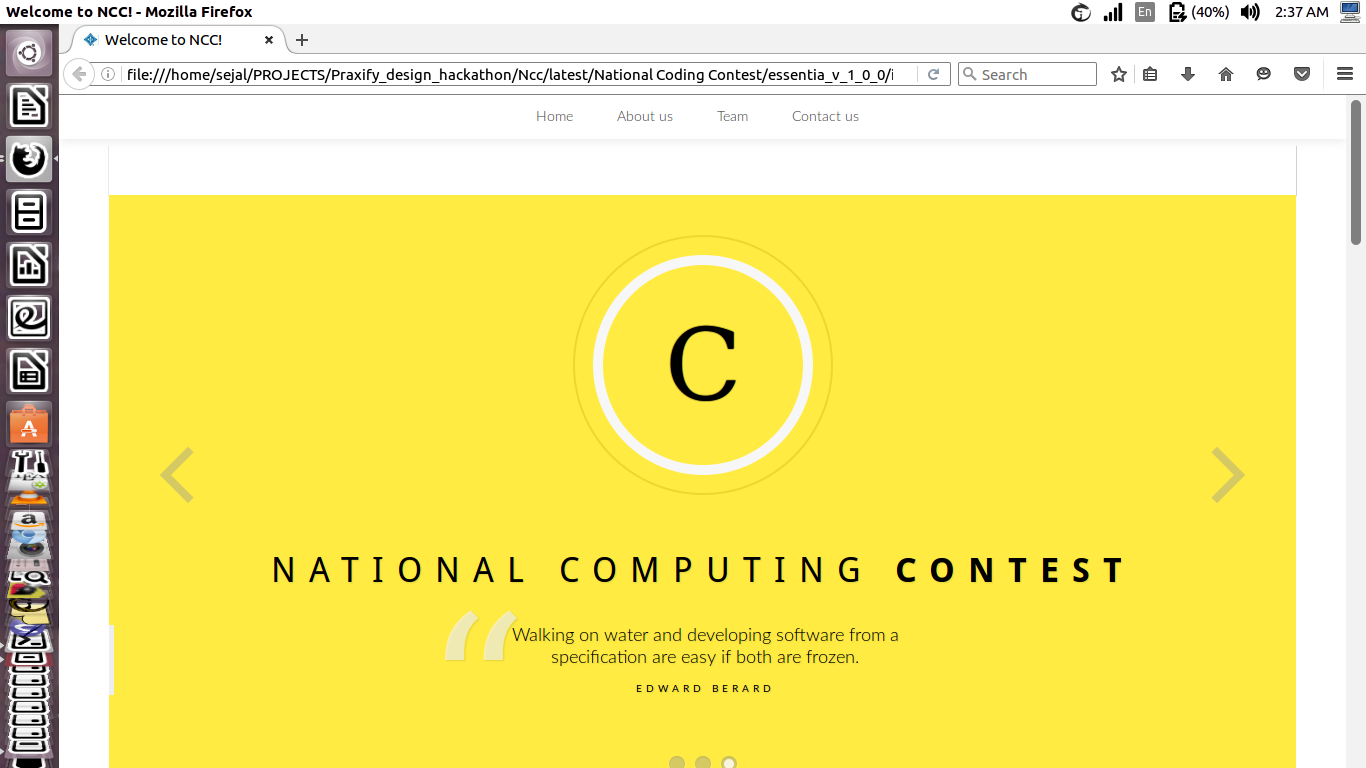 Welcome to NCC! - Mozilla Firefox
En (40%) 2:37 AM
Welcome to NCC!
file:///home/sejal/PROJECTS/Praxify_design_hackathon/Ncc/latest/National Coding Contest/essentia_v_1_0_0/i
Search
Home About us Team Contact us
C
NATIONAL COMPUTING CONTEST
“Walking on water and developing software from a
specification are easy if both are frozen.
EDWARD BERARD